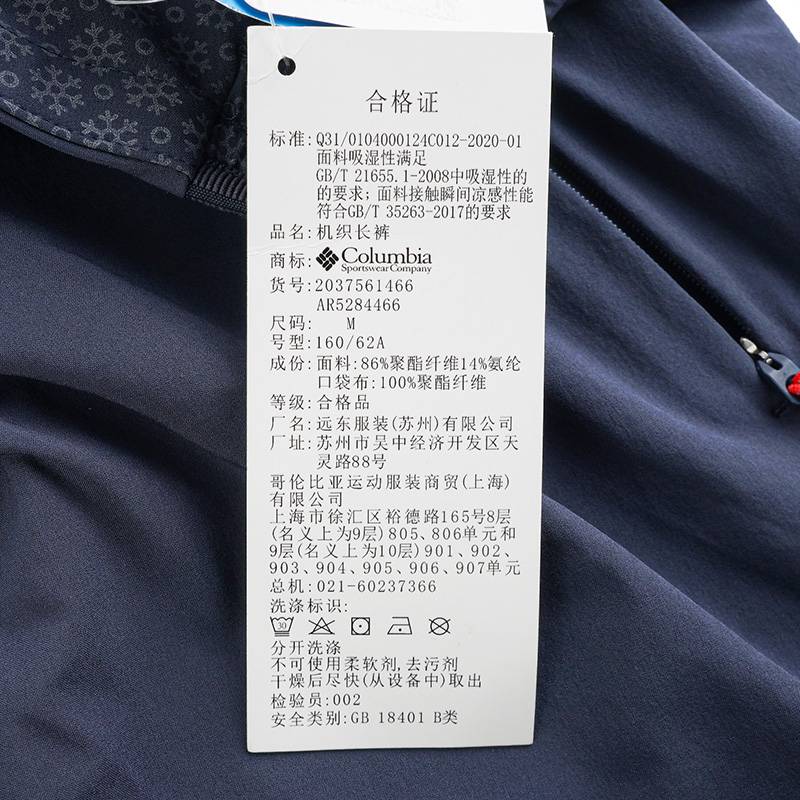 合格证
标准: Q31/0104000124C012-2020-01
面料吸湿性满足
GB/T 21655.1-2008中吸湿性的
的要求; 面料接触瞬间凉感性能
符合GB/T 35263-2017的要求
品名: 机织长裤
商标: Columbia
Sportswear Company
货号: 2037561466
AR5284466
尺码: M
号型: 160/62A
成份: 面料: 86%聚酯纤维14%氨纶
口袋布: 100%聚酯纤维
等级: 合格品
厂名: 远东服装(苏州)有限公司
厂址: 苏州市吴中经济开发区天
灵路88号
哥伦比亚运动服装商贸(上海)
有限公司
上海市徐汇区裕德路165号8层
(名义上为9层) 805、806单元和
9层(名义上为10层) 901、902、
903、904、905、906、907单元
总机: 021-60237366
洗涤标识:
30
分开洗涤
不可使用柔软剂,去污剂
干燥后尽快(从设备中)取出
检验员: 002
安全类别: GB 18401 B类